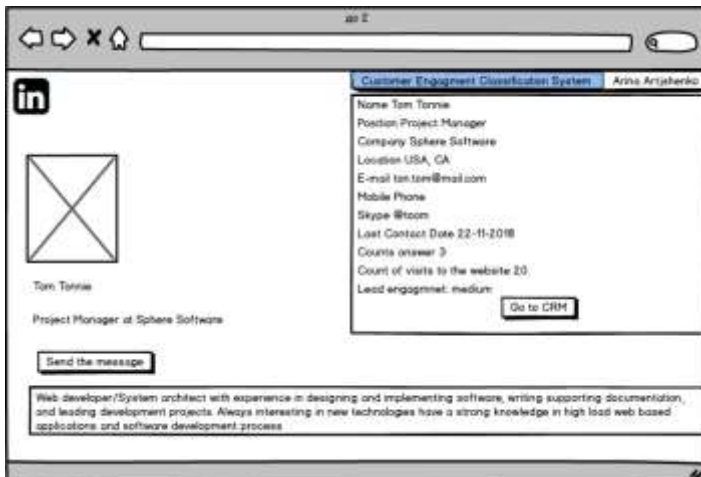 in
Customer Engagment Classification System
Arina Artjshenko
Name Tom Tonnie
Position Project Manager
Company Sphere Software
Location USA, CA
E-mail ton.tom@mail.com
Mobile Phone
Skype @toom
Last Contact Date 22-11-2018
Counts answer 3
Count of visits to the website 20
Lead engagmnet: medium
Go to CRM
Tom Tonnie
Project Manager at Sphere Software
Send the message
Web developer/System architect with experience in designing and implementing software, writing supporting documentation,
and leading development projects. Always interesting in new technologies have a strong knowledge in high load web based
applications and software development process